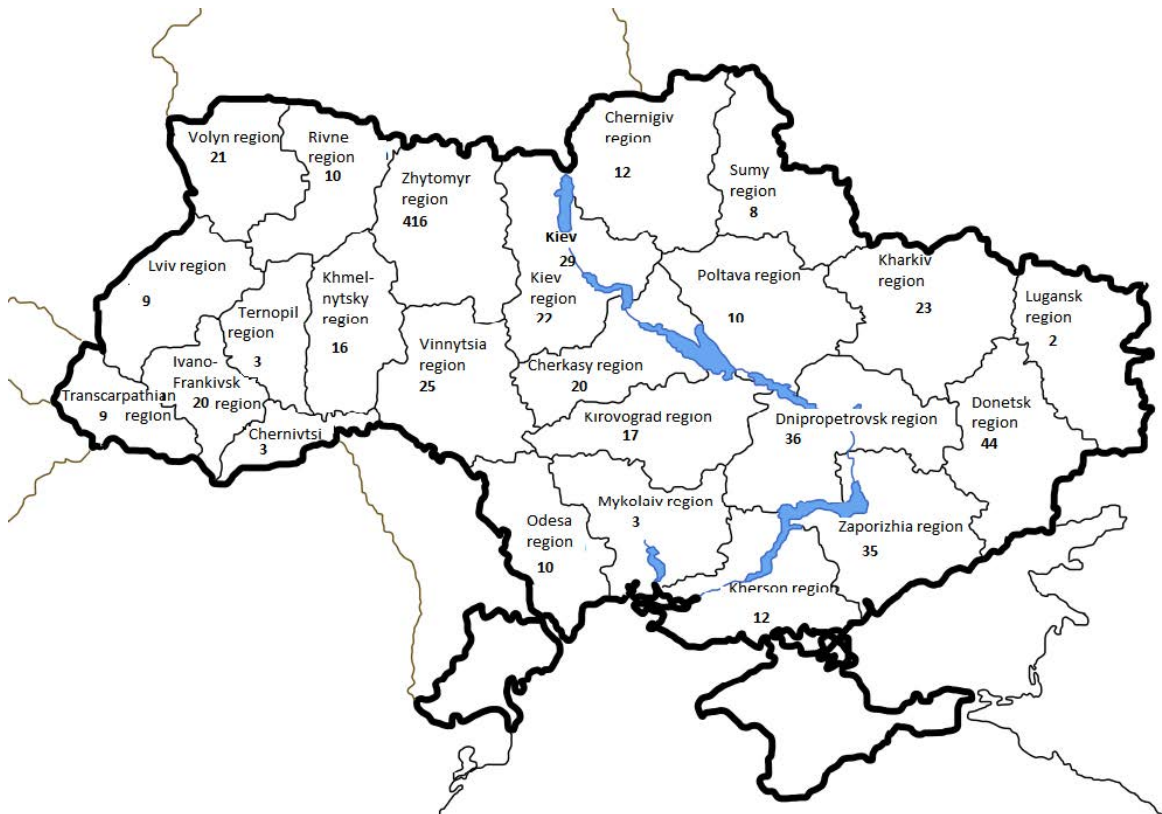 Chernigiv
region
12
Volyn region
21
Rivne
region
10
Zhytomyr
region
416
Sumy
region
8
Kiev
29
Kiev
region
22
Lviv region
9
Khmel-
nytsky
region
16
Ternopil
region
3
Poltava region
10
Kharkiv
region
23
Lugansk
region
2
Vinnytsia
region
25
Ivano-
Frankivsk
region
20
Cherkasy region
20
Transcarpathian
region
9
Chernivtsi
3
Kirovograd region
17
Dnipropetrovsk region
36
Donetsk
region
44
Odesa
region
10
Mykolaiv region
3
Zaporizhia region
35
Kherson region
12